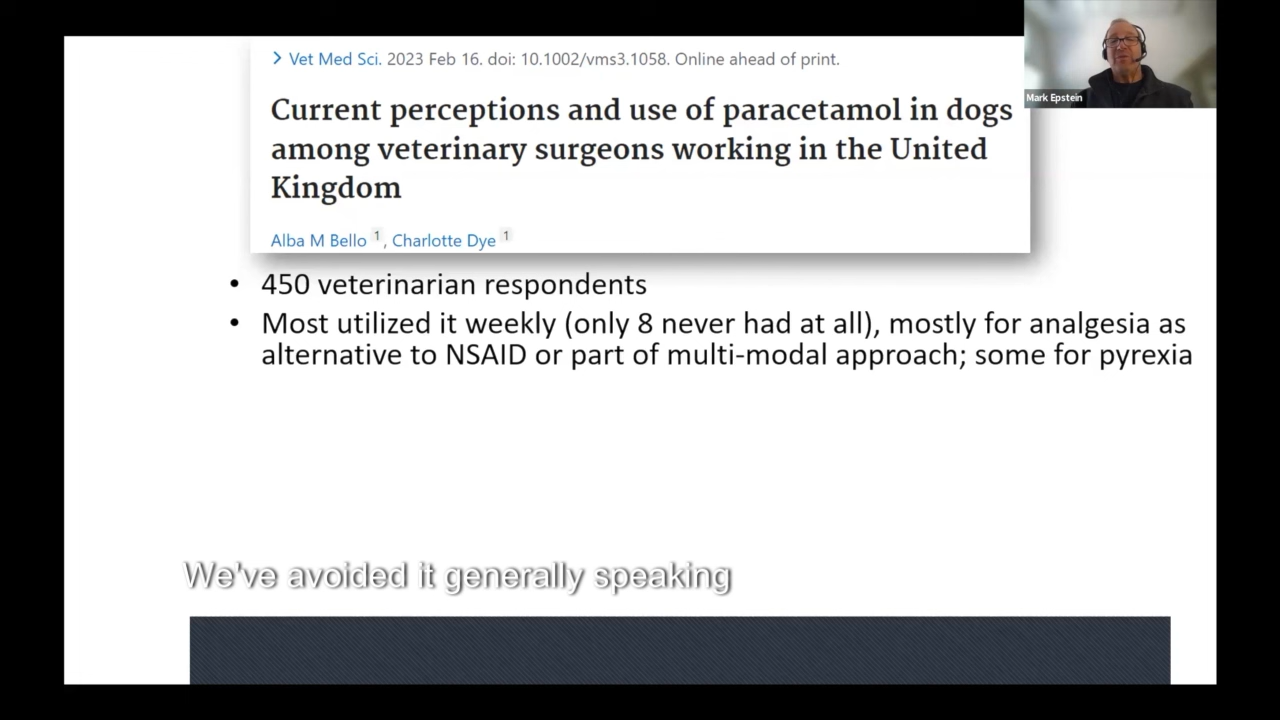 > Vet Med Sci. 2023 Feb 16. doi: 10.1002/vms3.1058. Online ahead of print.
Current perceptions and use of paracetamol in dogs
among veterinary surgeons working in the United
Kingdom
Alba M Bello 1, Charlotte Dye 1
Mark Epstein
• 450 veterinarian respondents
• Most utilized it weekly (only 8 never had at all), mostly for analgesia as
alternative to NSAID or part of multi-modal approach; some for pyrexia
We've avoided it generally speaking